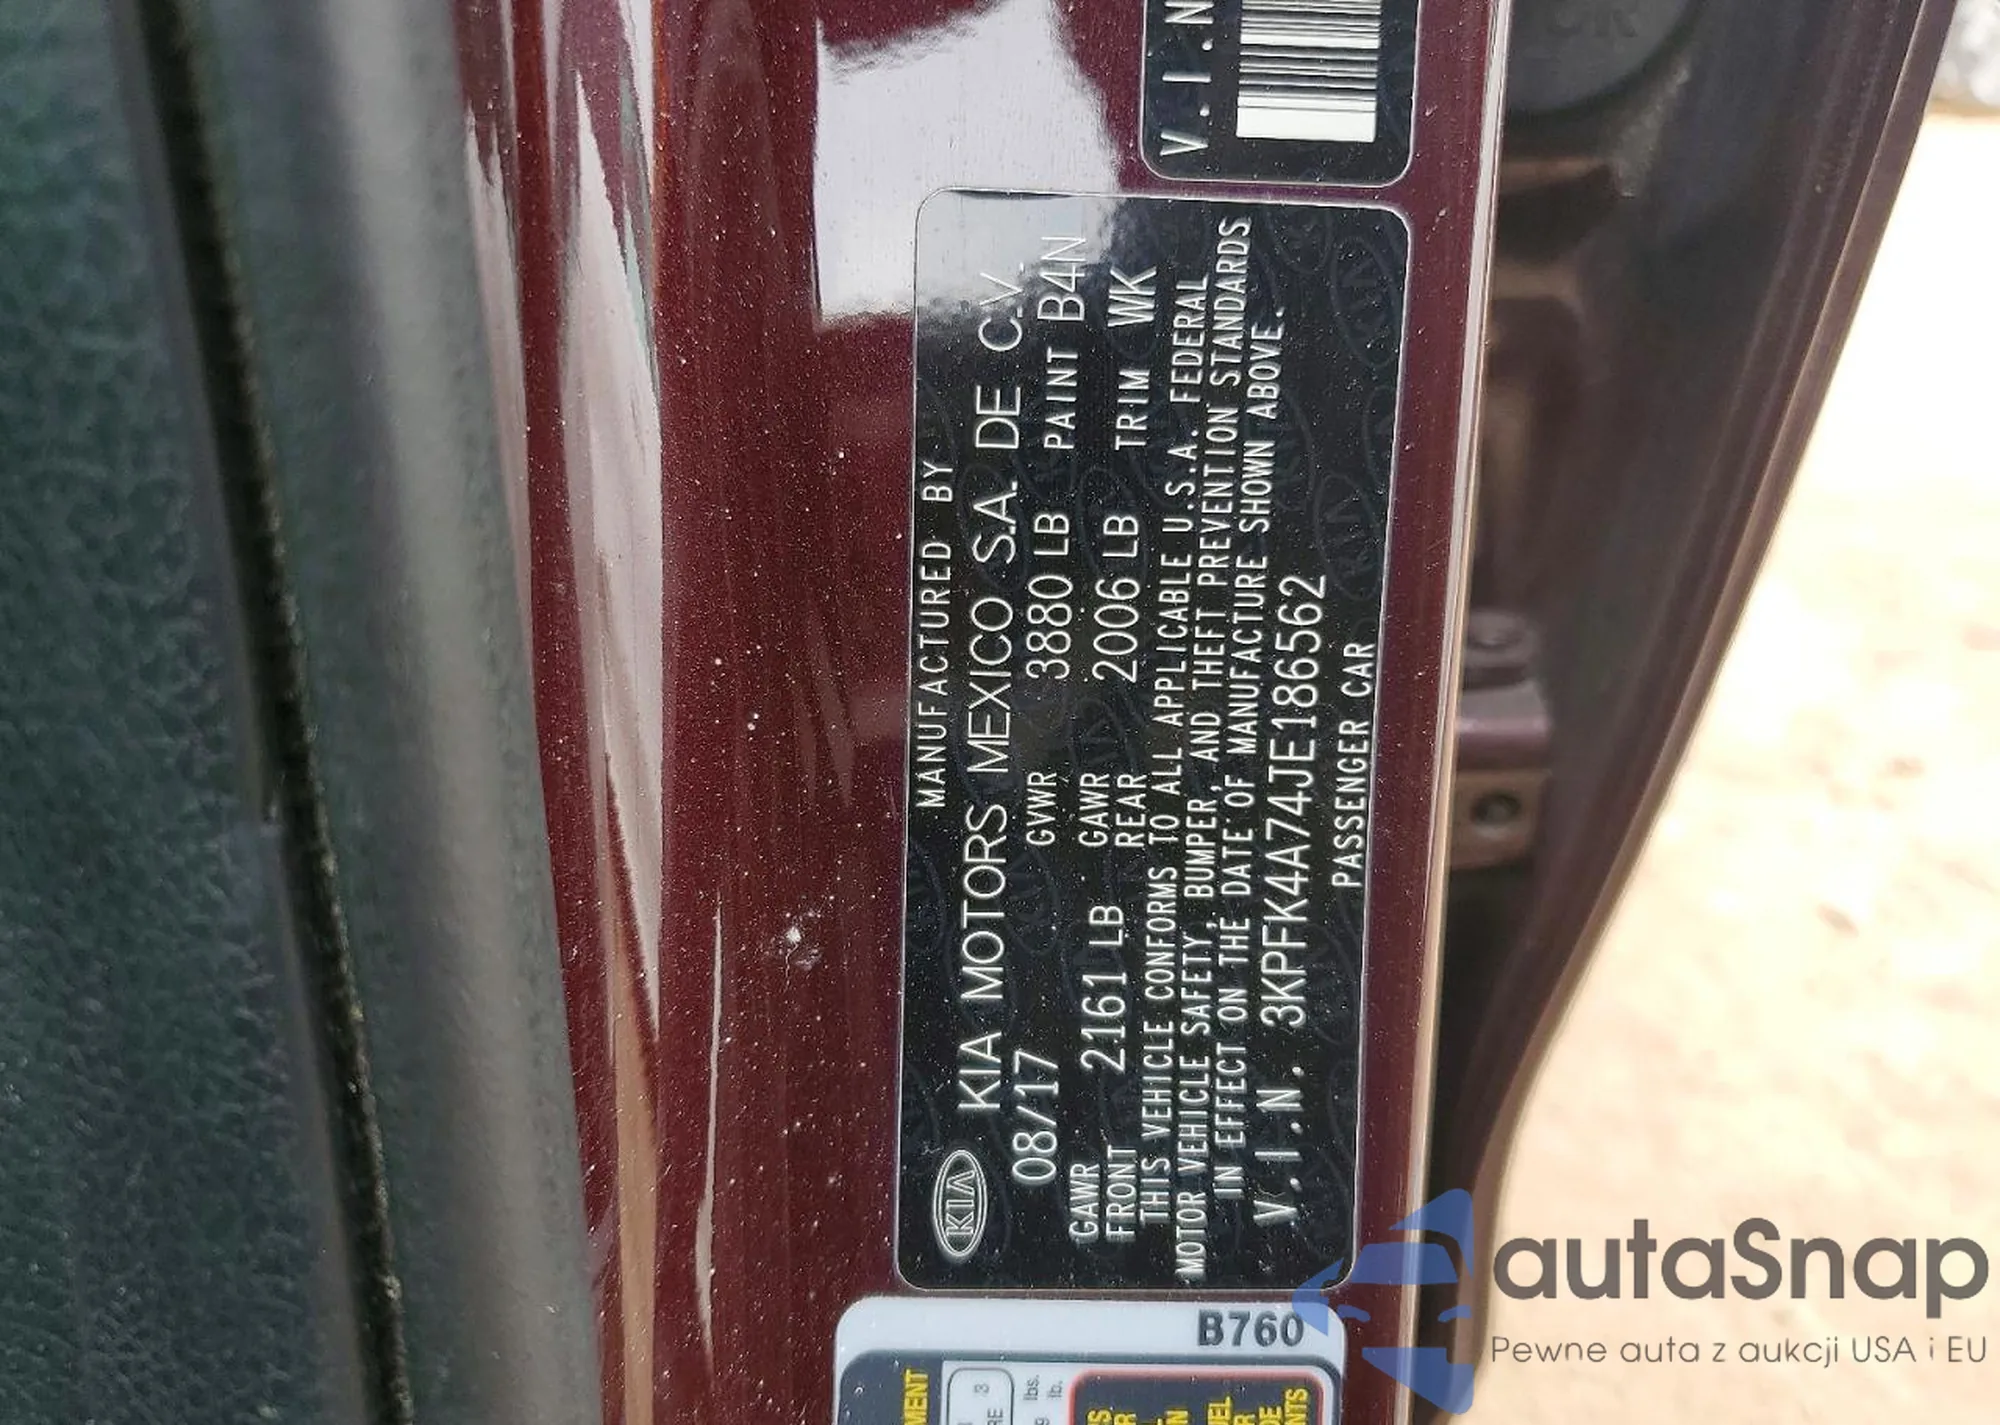 V.I.N
MANUFACTURED BY
KIA KIA MOTORS MEXICO S.A. DE C.V.
08/17 GVWR 3880 LB PAINT B4N
GAWR FRONT 2161 LB GAWR REAR 2006 LB TRIM WK
THIS VEHICLE CONFORMS TO ALL APPLICABLE U.S.A. FEDERAL
MOTOR VEHICLE SAFETY, BUMPER, AND THEFT PREVENTION STANDARDS
IN EFFECT ON THE DATE OF MANUFACTURE SHOWN ABOVE.
V.I.N. 3KPFK4A74JE186562
PASSENGER CAR
B760
autaSnap
Pewne auta z aukcji USA i EU